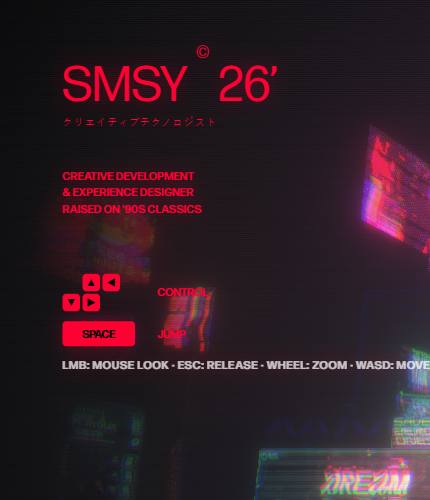 SMSY © 26’
クリエイティブテクノロジスト
CREATIVE DEVELOPMENT
& EXPERIENCE DESIGNER
RAISED ON '90S CLASSICS
▲ ◀
▼ ▶
CONTROL
SPACE
JUMP
LMB: MOUSE LOOK · ESC: RELEASE · WHEEL: ZOOM · WASD: MOVE